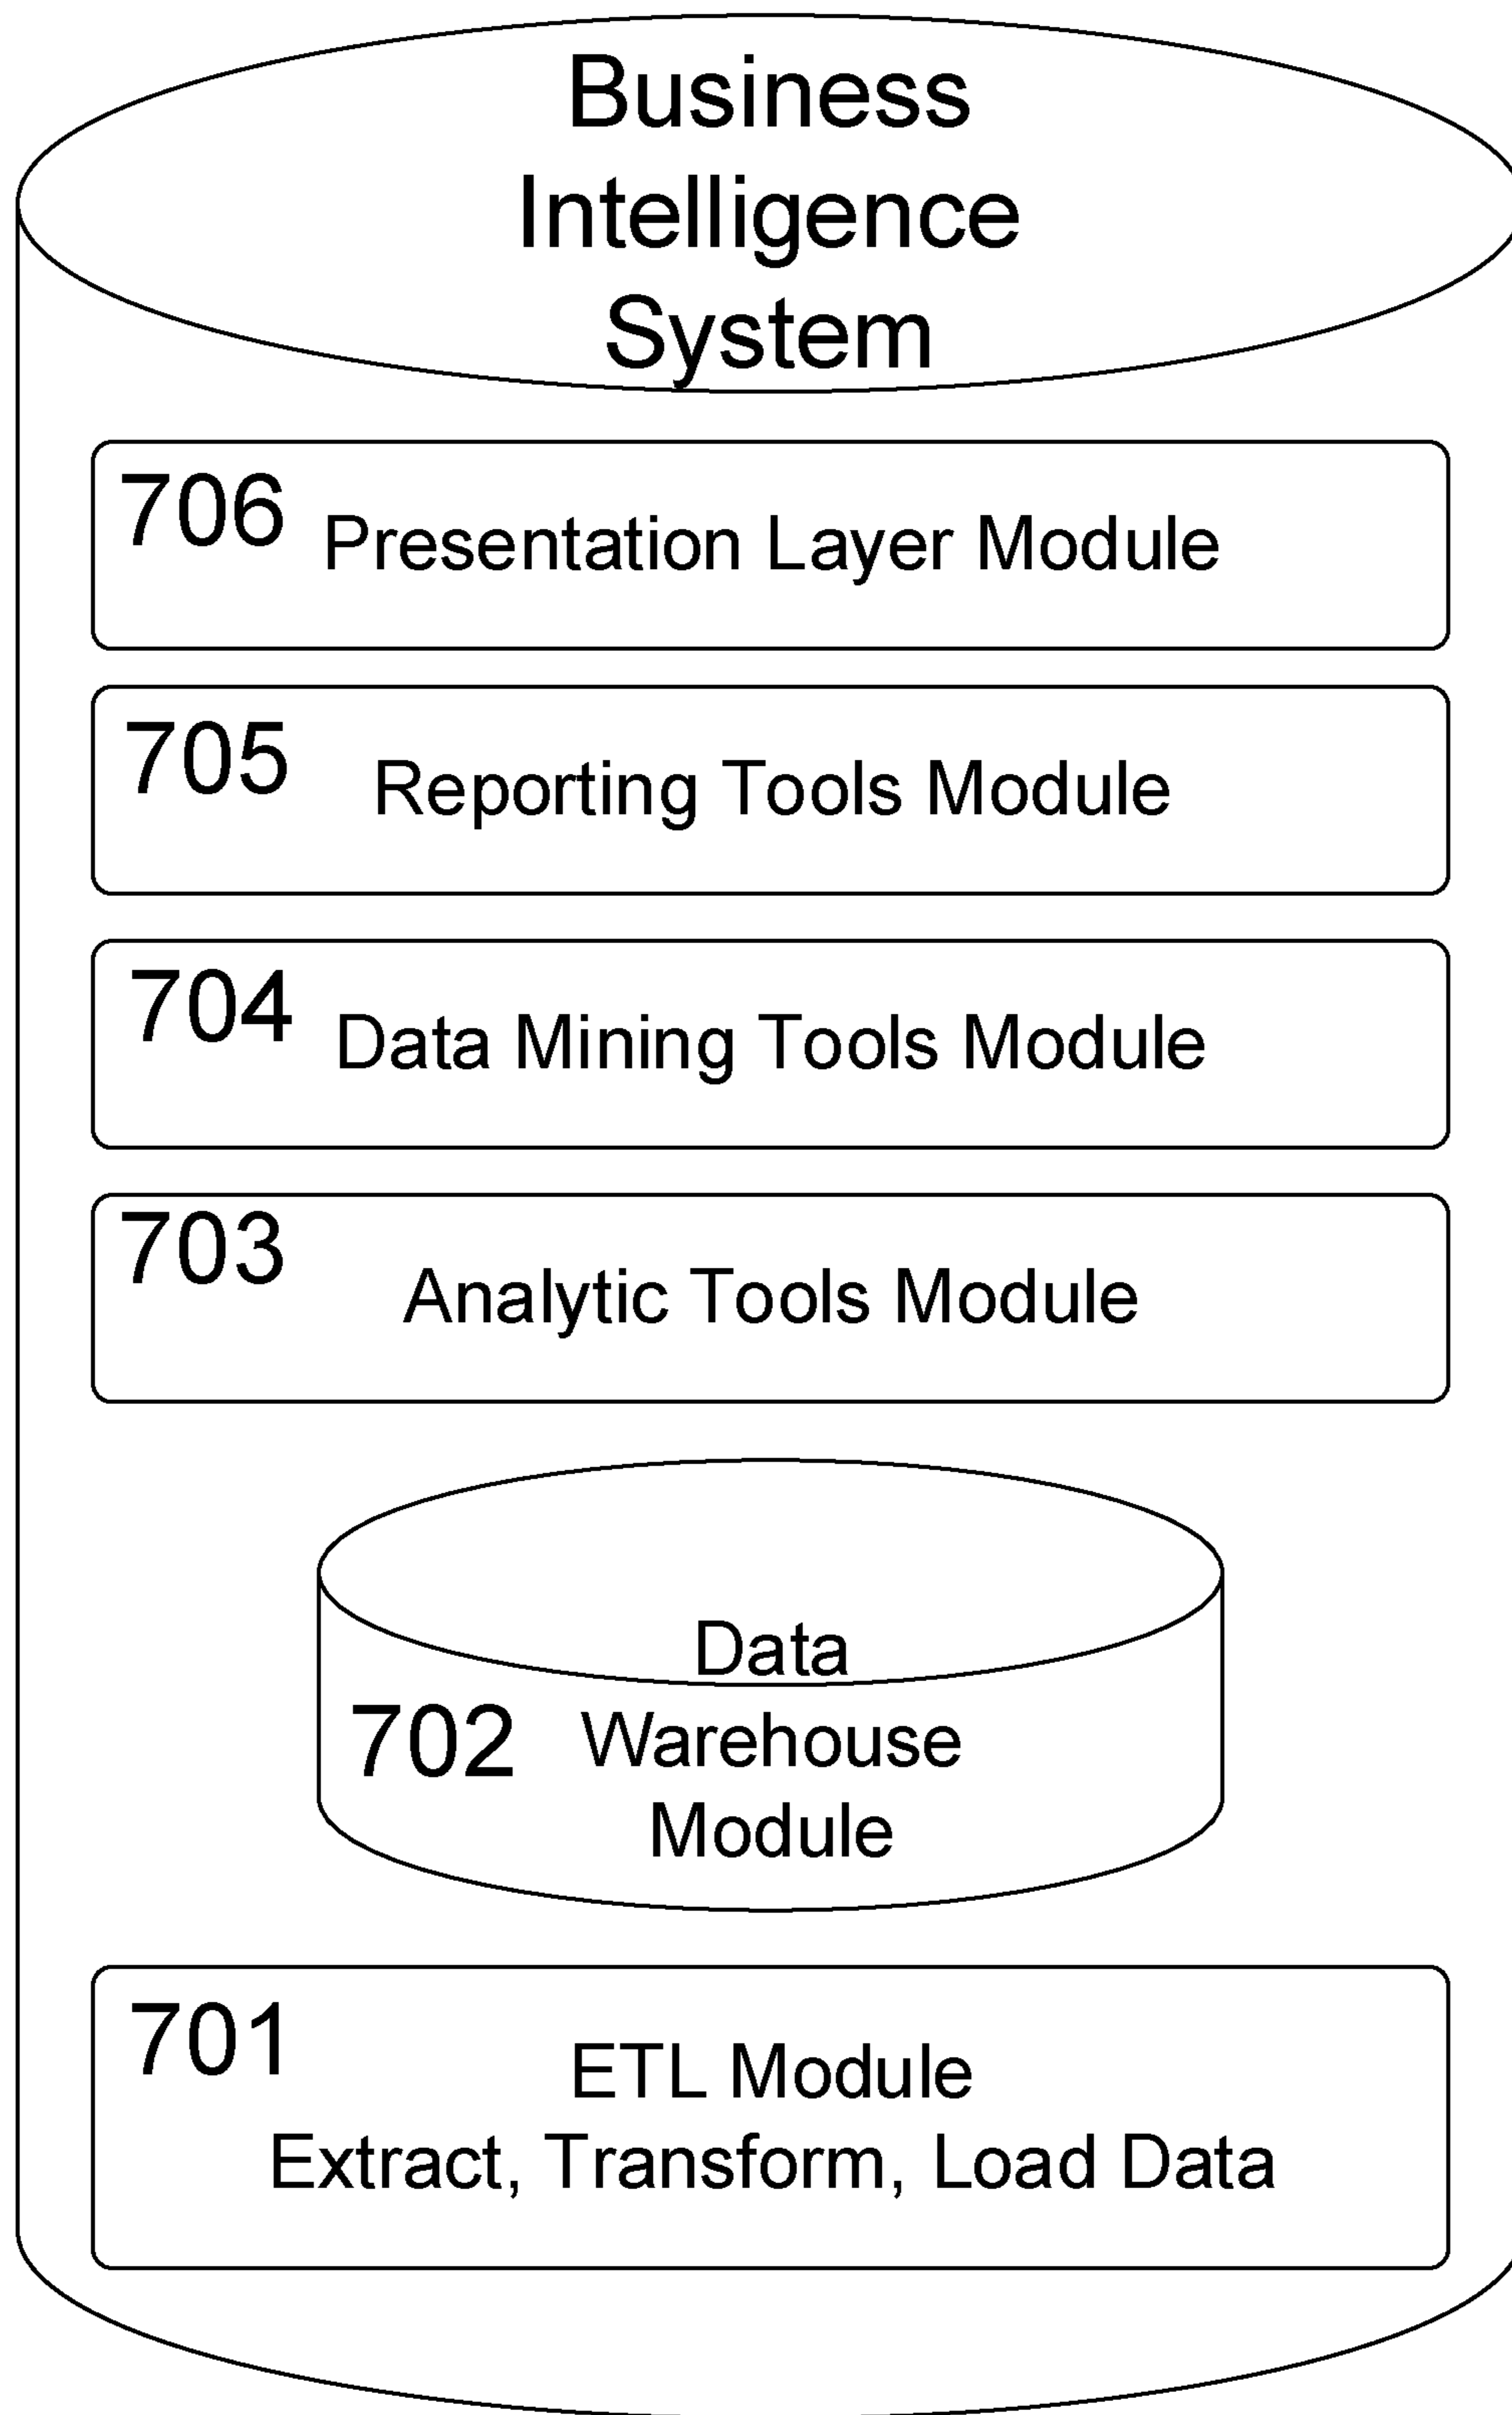 Business
Intelligence
System
706 Presentation Layer Module
705 Reporting Tools Module
704 Data Mining Tools Module
703 Analytic Tools Module
Data
702 Warehouse
Module
701 ETL Module
Extract, Transform, Load Data